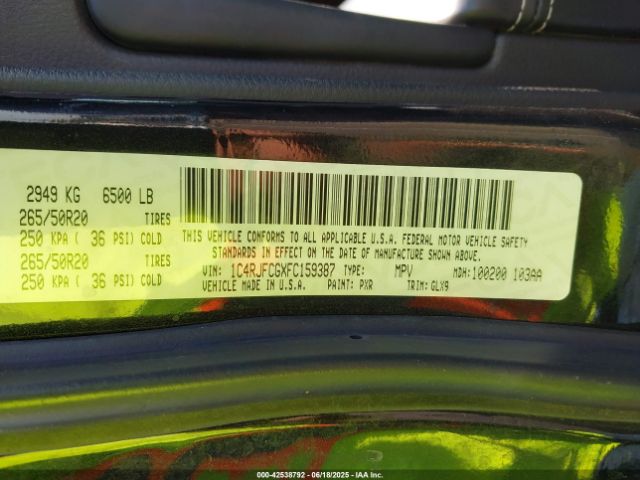 2949 KG 6500 LB
265/50R20 TIRES
250 KPA ( 36 PSI) COLD
265/50R20 TIRES
250 KPA ( 36 PSI) COLD
THIS VEHICLE CONFORMS TO ALL APPLICABLE U.S.A. FEDERAL MOTOR VEHICLE SAFETY
STANDARDS IN EFFECT ON THE DATE OF MANUFACTURE SHOWN ABOVE.
VIN: 1C4RJFCGXFC159387 TYPE: MPV MDH:100200 103AA
VEHICLE MADE IN U.S.A. PAINT: PXR TRIM: GLX9
000-42538792 - 06/18/2025 - IAA Inc.